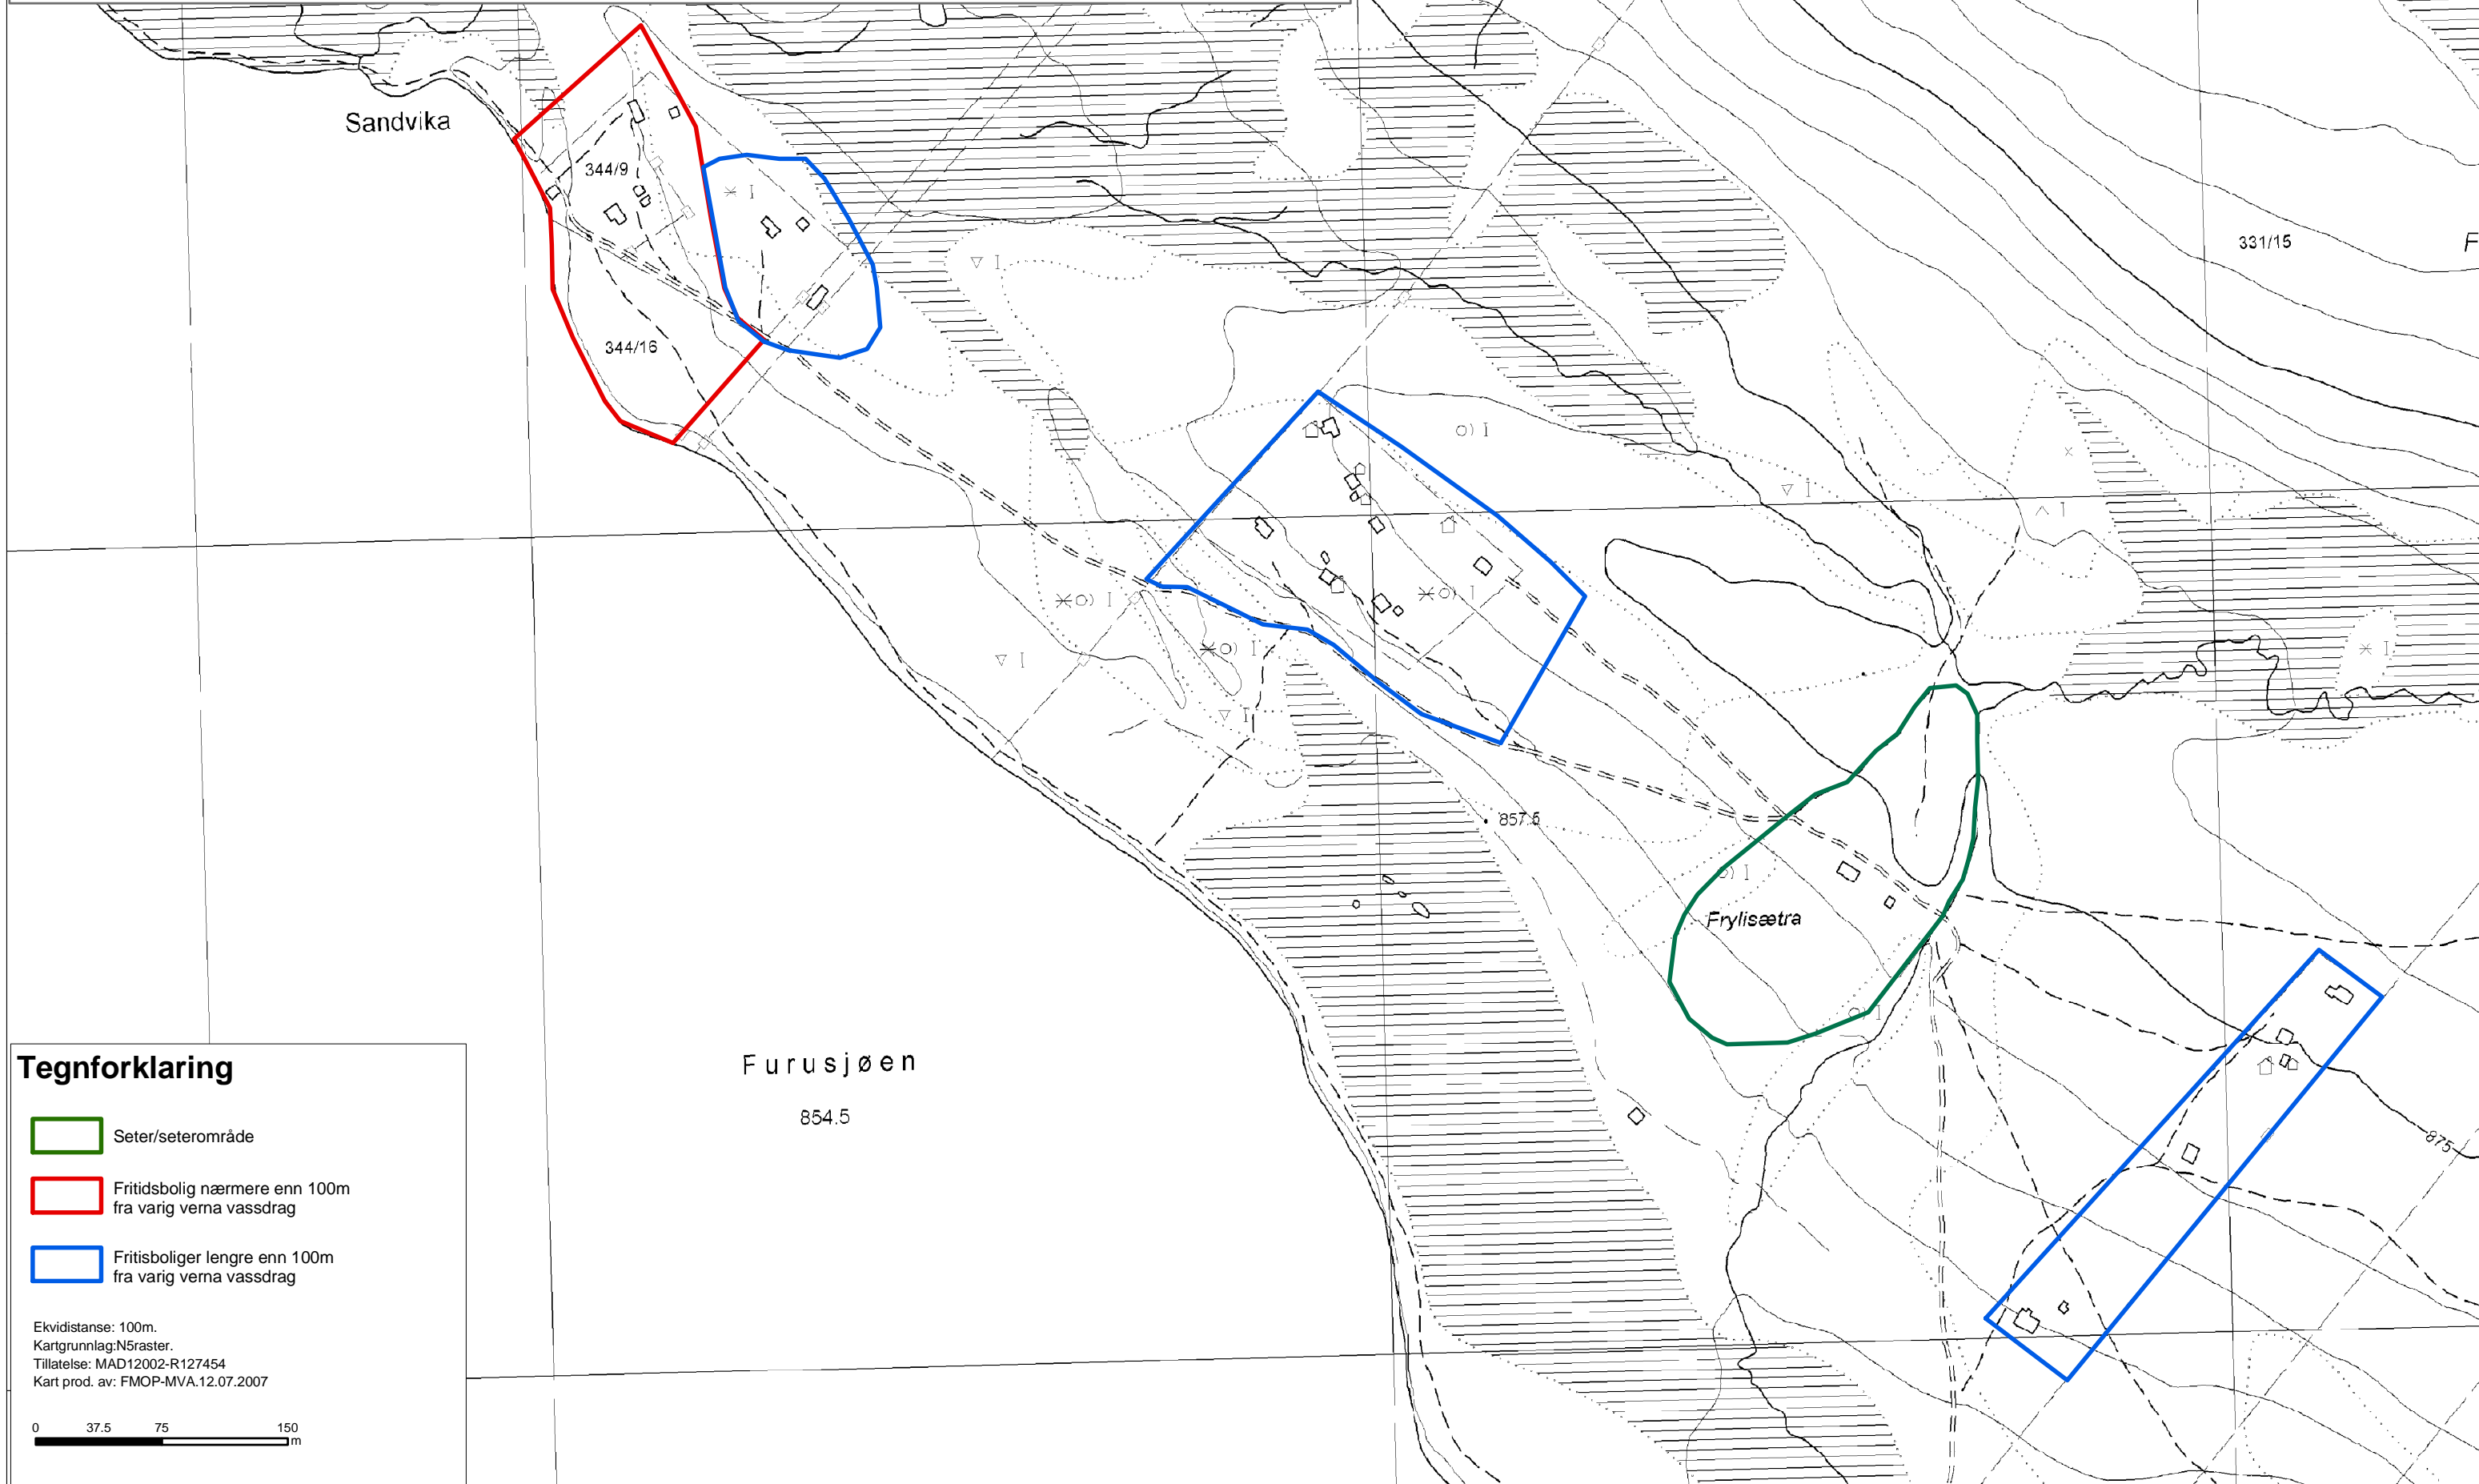 Sandvika
344/9
331/15
F
344/16
857.5
Frylisætra
Furusjøen
854.5
875
Tegnforklaring
Seter/seterområde
Fritidsbolig nærmere enn 100m
fra varig verna vassdrag
Fritisboliger lengre enn 100m
fra varig verna vassdrag
Ekvidistanse: 100m.
Kartgrunnlag:N5raster.
Tillatelse: MAD12002-R127454
Kart prod. av: FMOP-MVA.12.07.2007
0 37.5 75 150
m